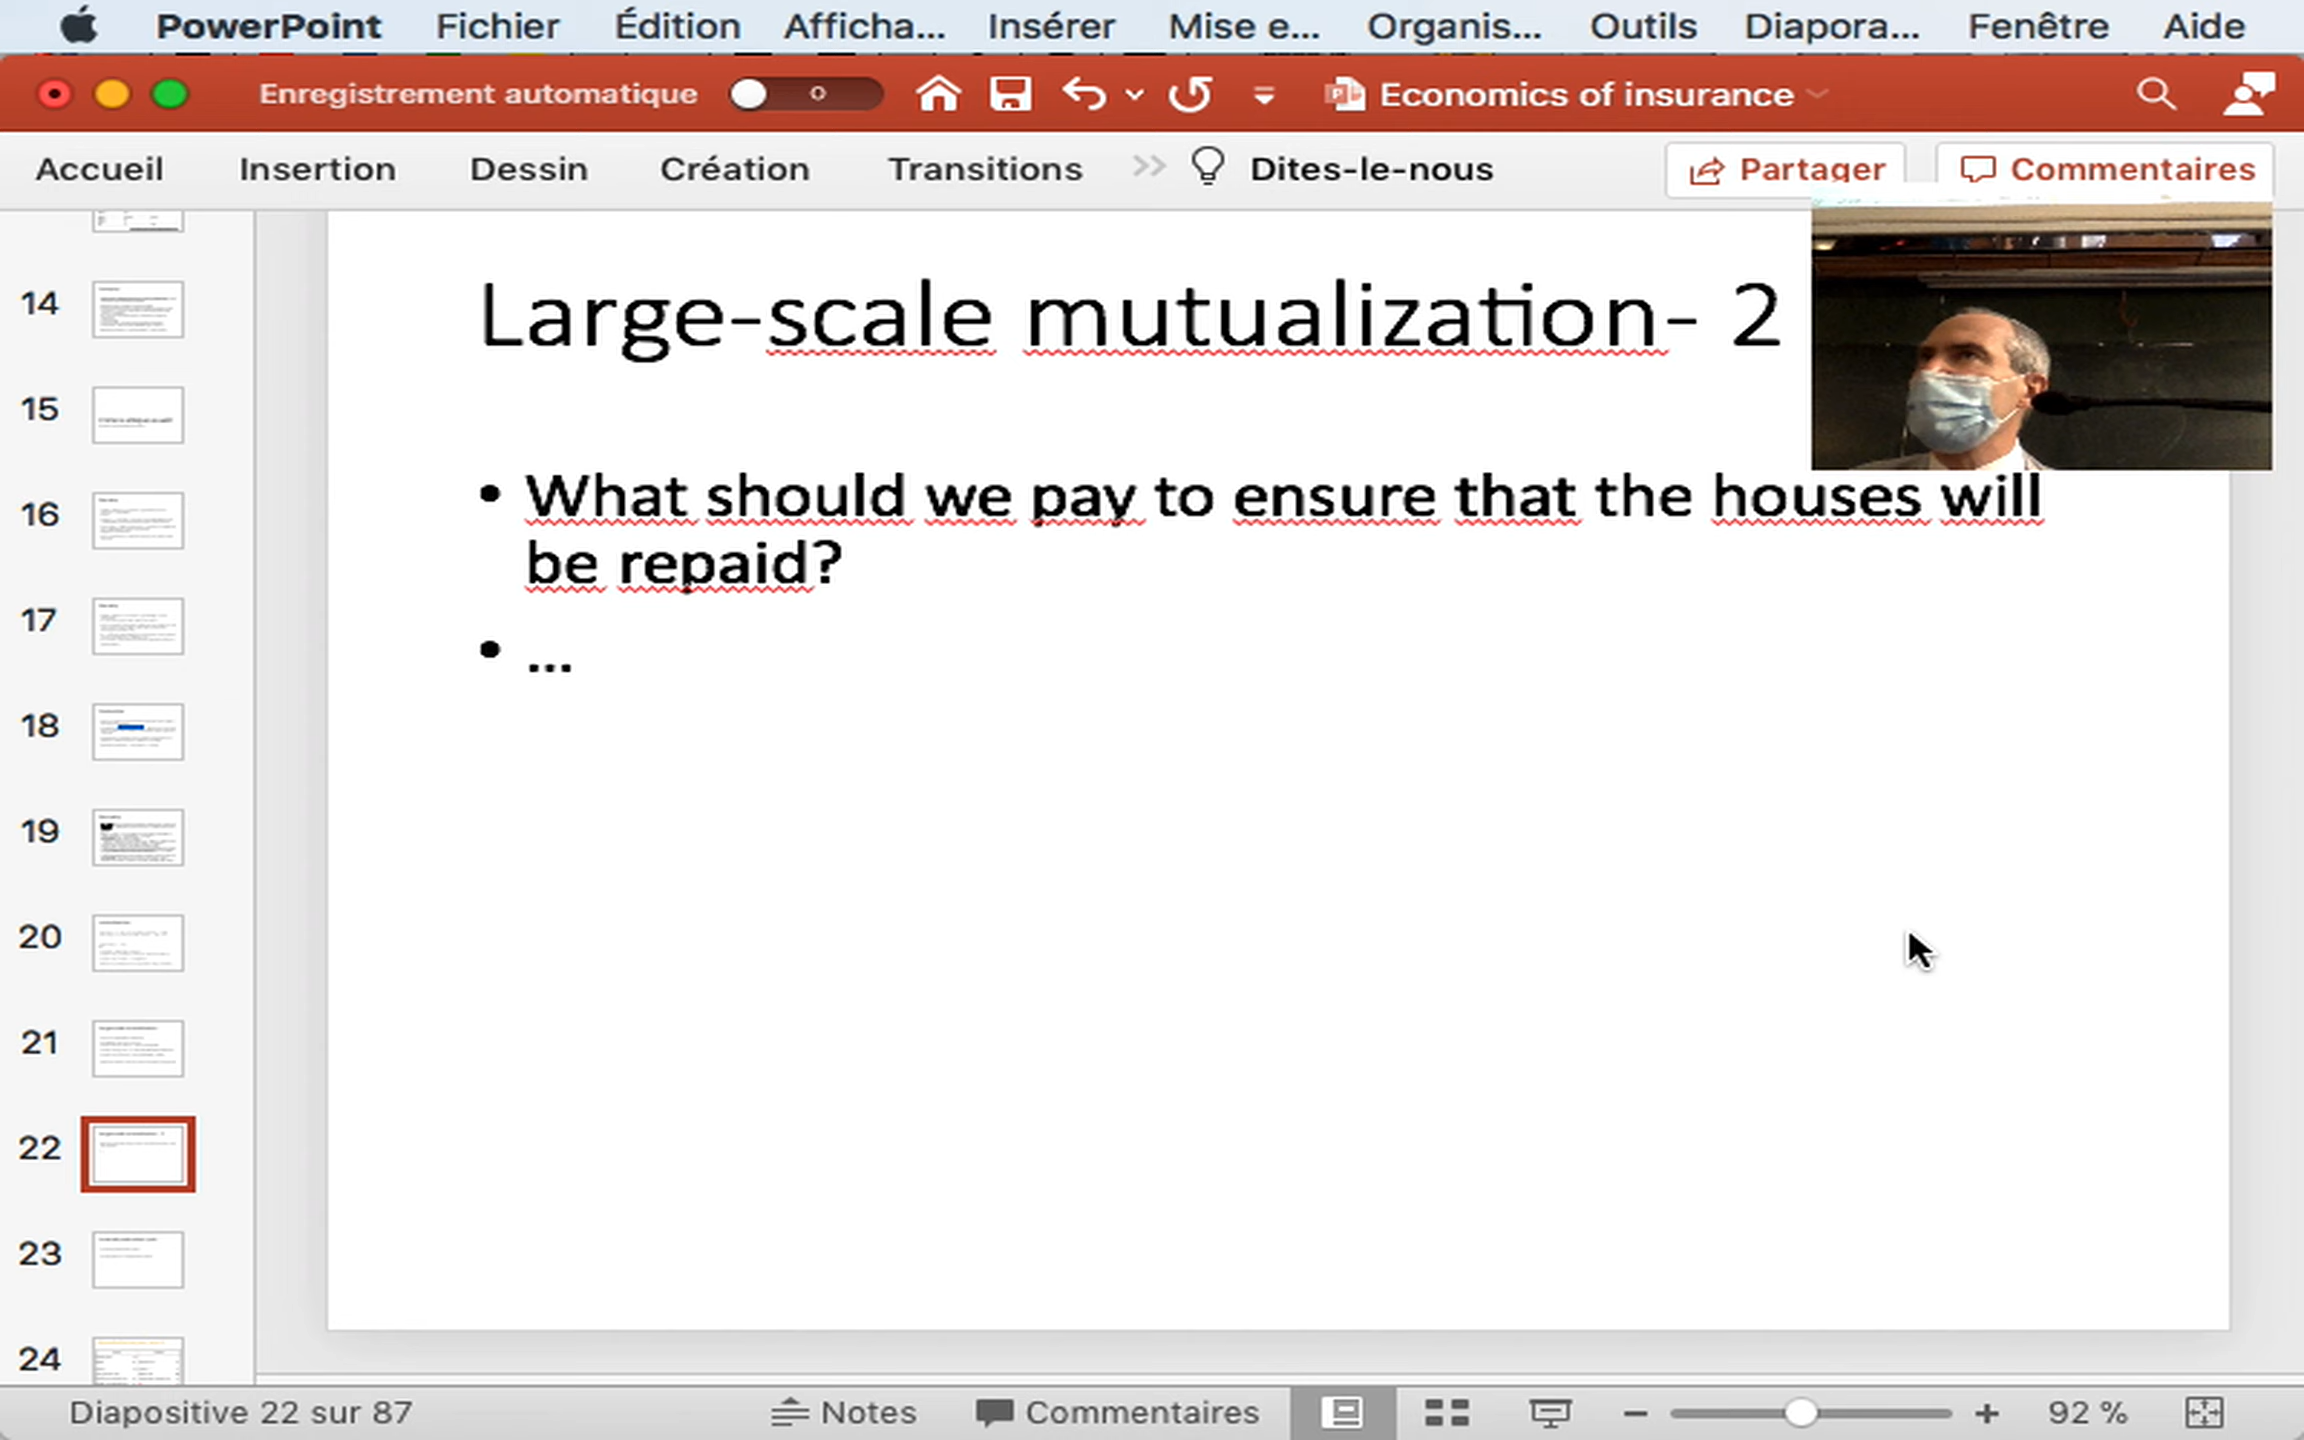 PowerPoint Fichier Édition Afficha... Insérer Mise e... Organis... Outils Diapora... Fenêtre Aide
Enregistrement automatique Economics of insurance
Accueil Insertion Dessin Création Transitions >> Dites-le-nous Partager Commentaires
14
15
16
17
18
19
20
21
22
23
24
Large-scale mutualization- 2
• What should we pay to ensure that the houses will
be repaid?
• ...
Diapositive 22 sur 87 Notes Commentaires 92 %